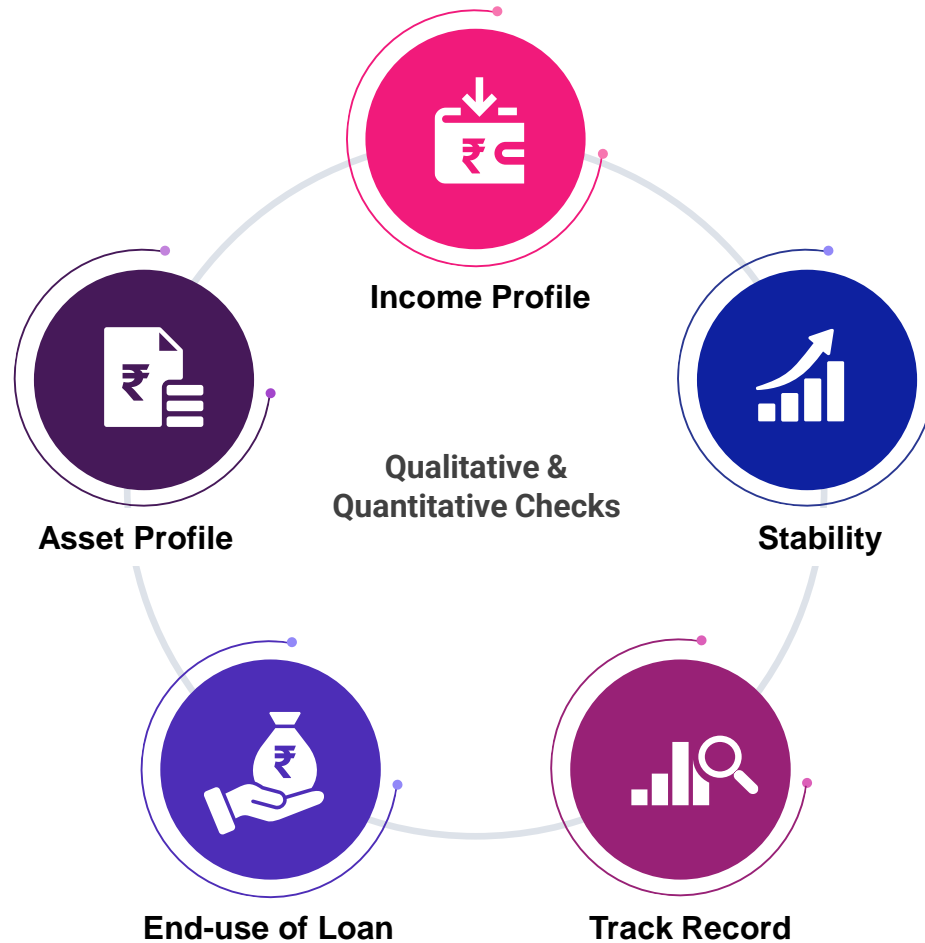 ₹
Income Profile
₹
Qualitative &
Quantitative Checks
Asset Profile
Stability
₹
End-use of Loan
Track Record